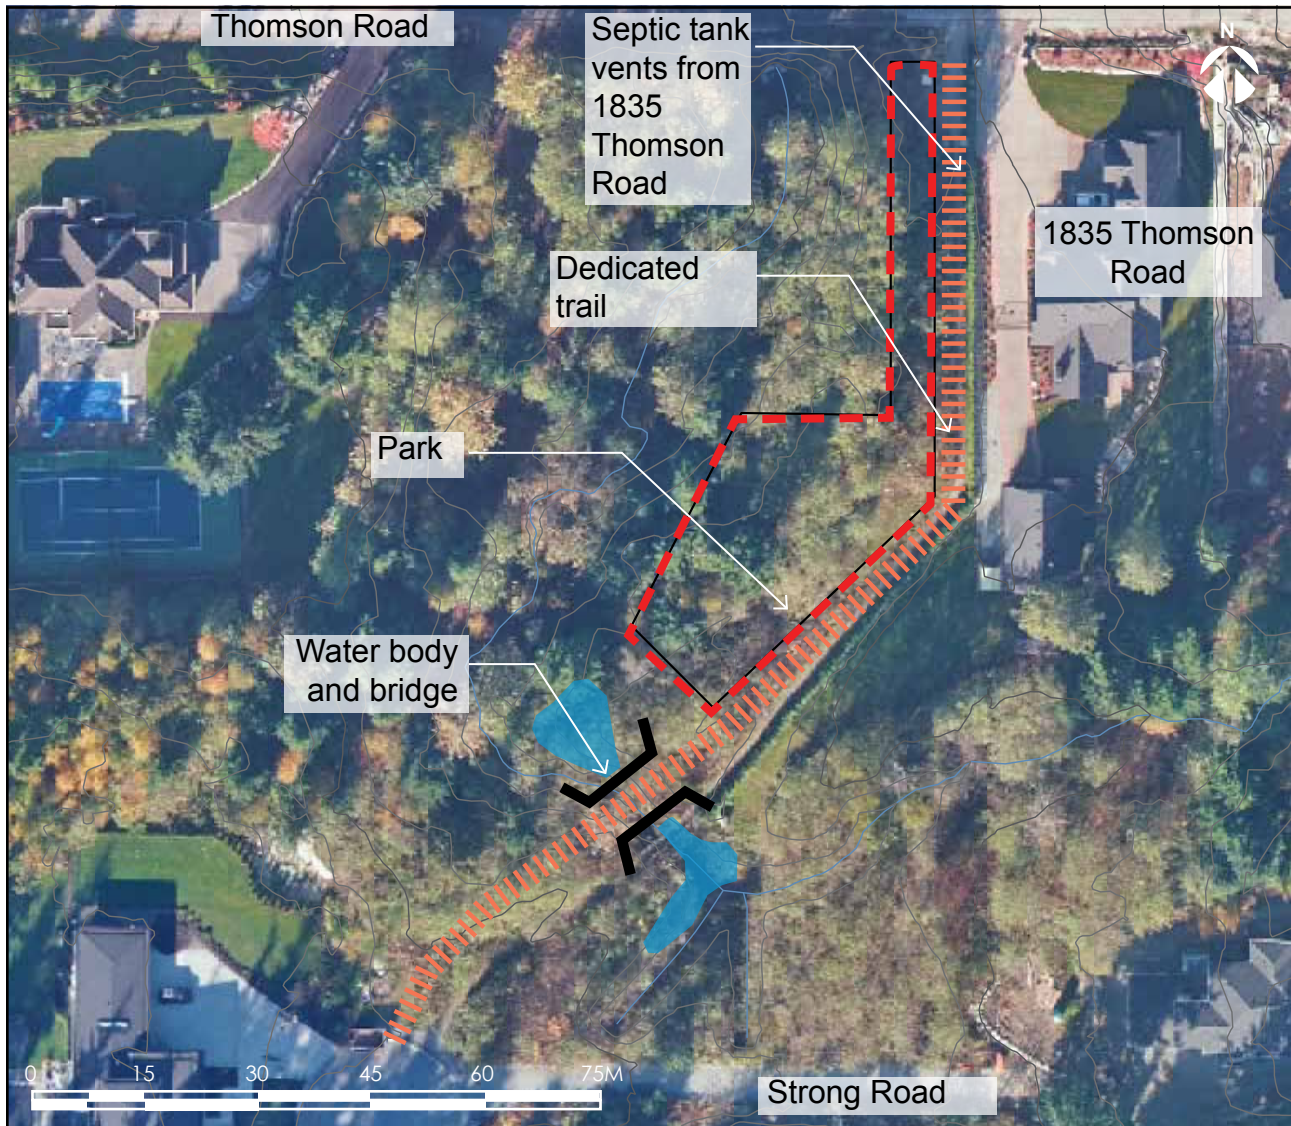 Thomson Road
Septic tank
vents from
1835
Thomson
Road
N
1835 Thomson
Road
Dedicated
trail
Park
Water body
and bridge
0 15 30 45 60 75M
Strong Road